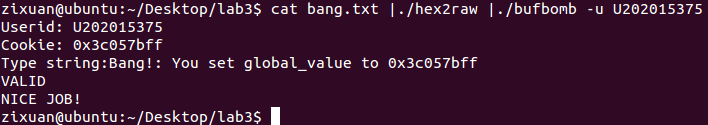 zixuan@ubuntu:~/Desktop/lab3$ cat bang.txt |./hex2raw |./bufbomb -u U202015375
Userid: U202015375
Cookie: 0x3c057bff
Type string:Bang!: You set global_value to 0x3c057bff
VALID
NICE JOB!
zixuan@ubuntu:~/Desktop/lab3$